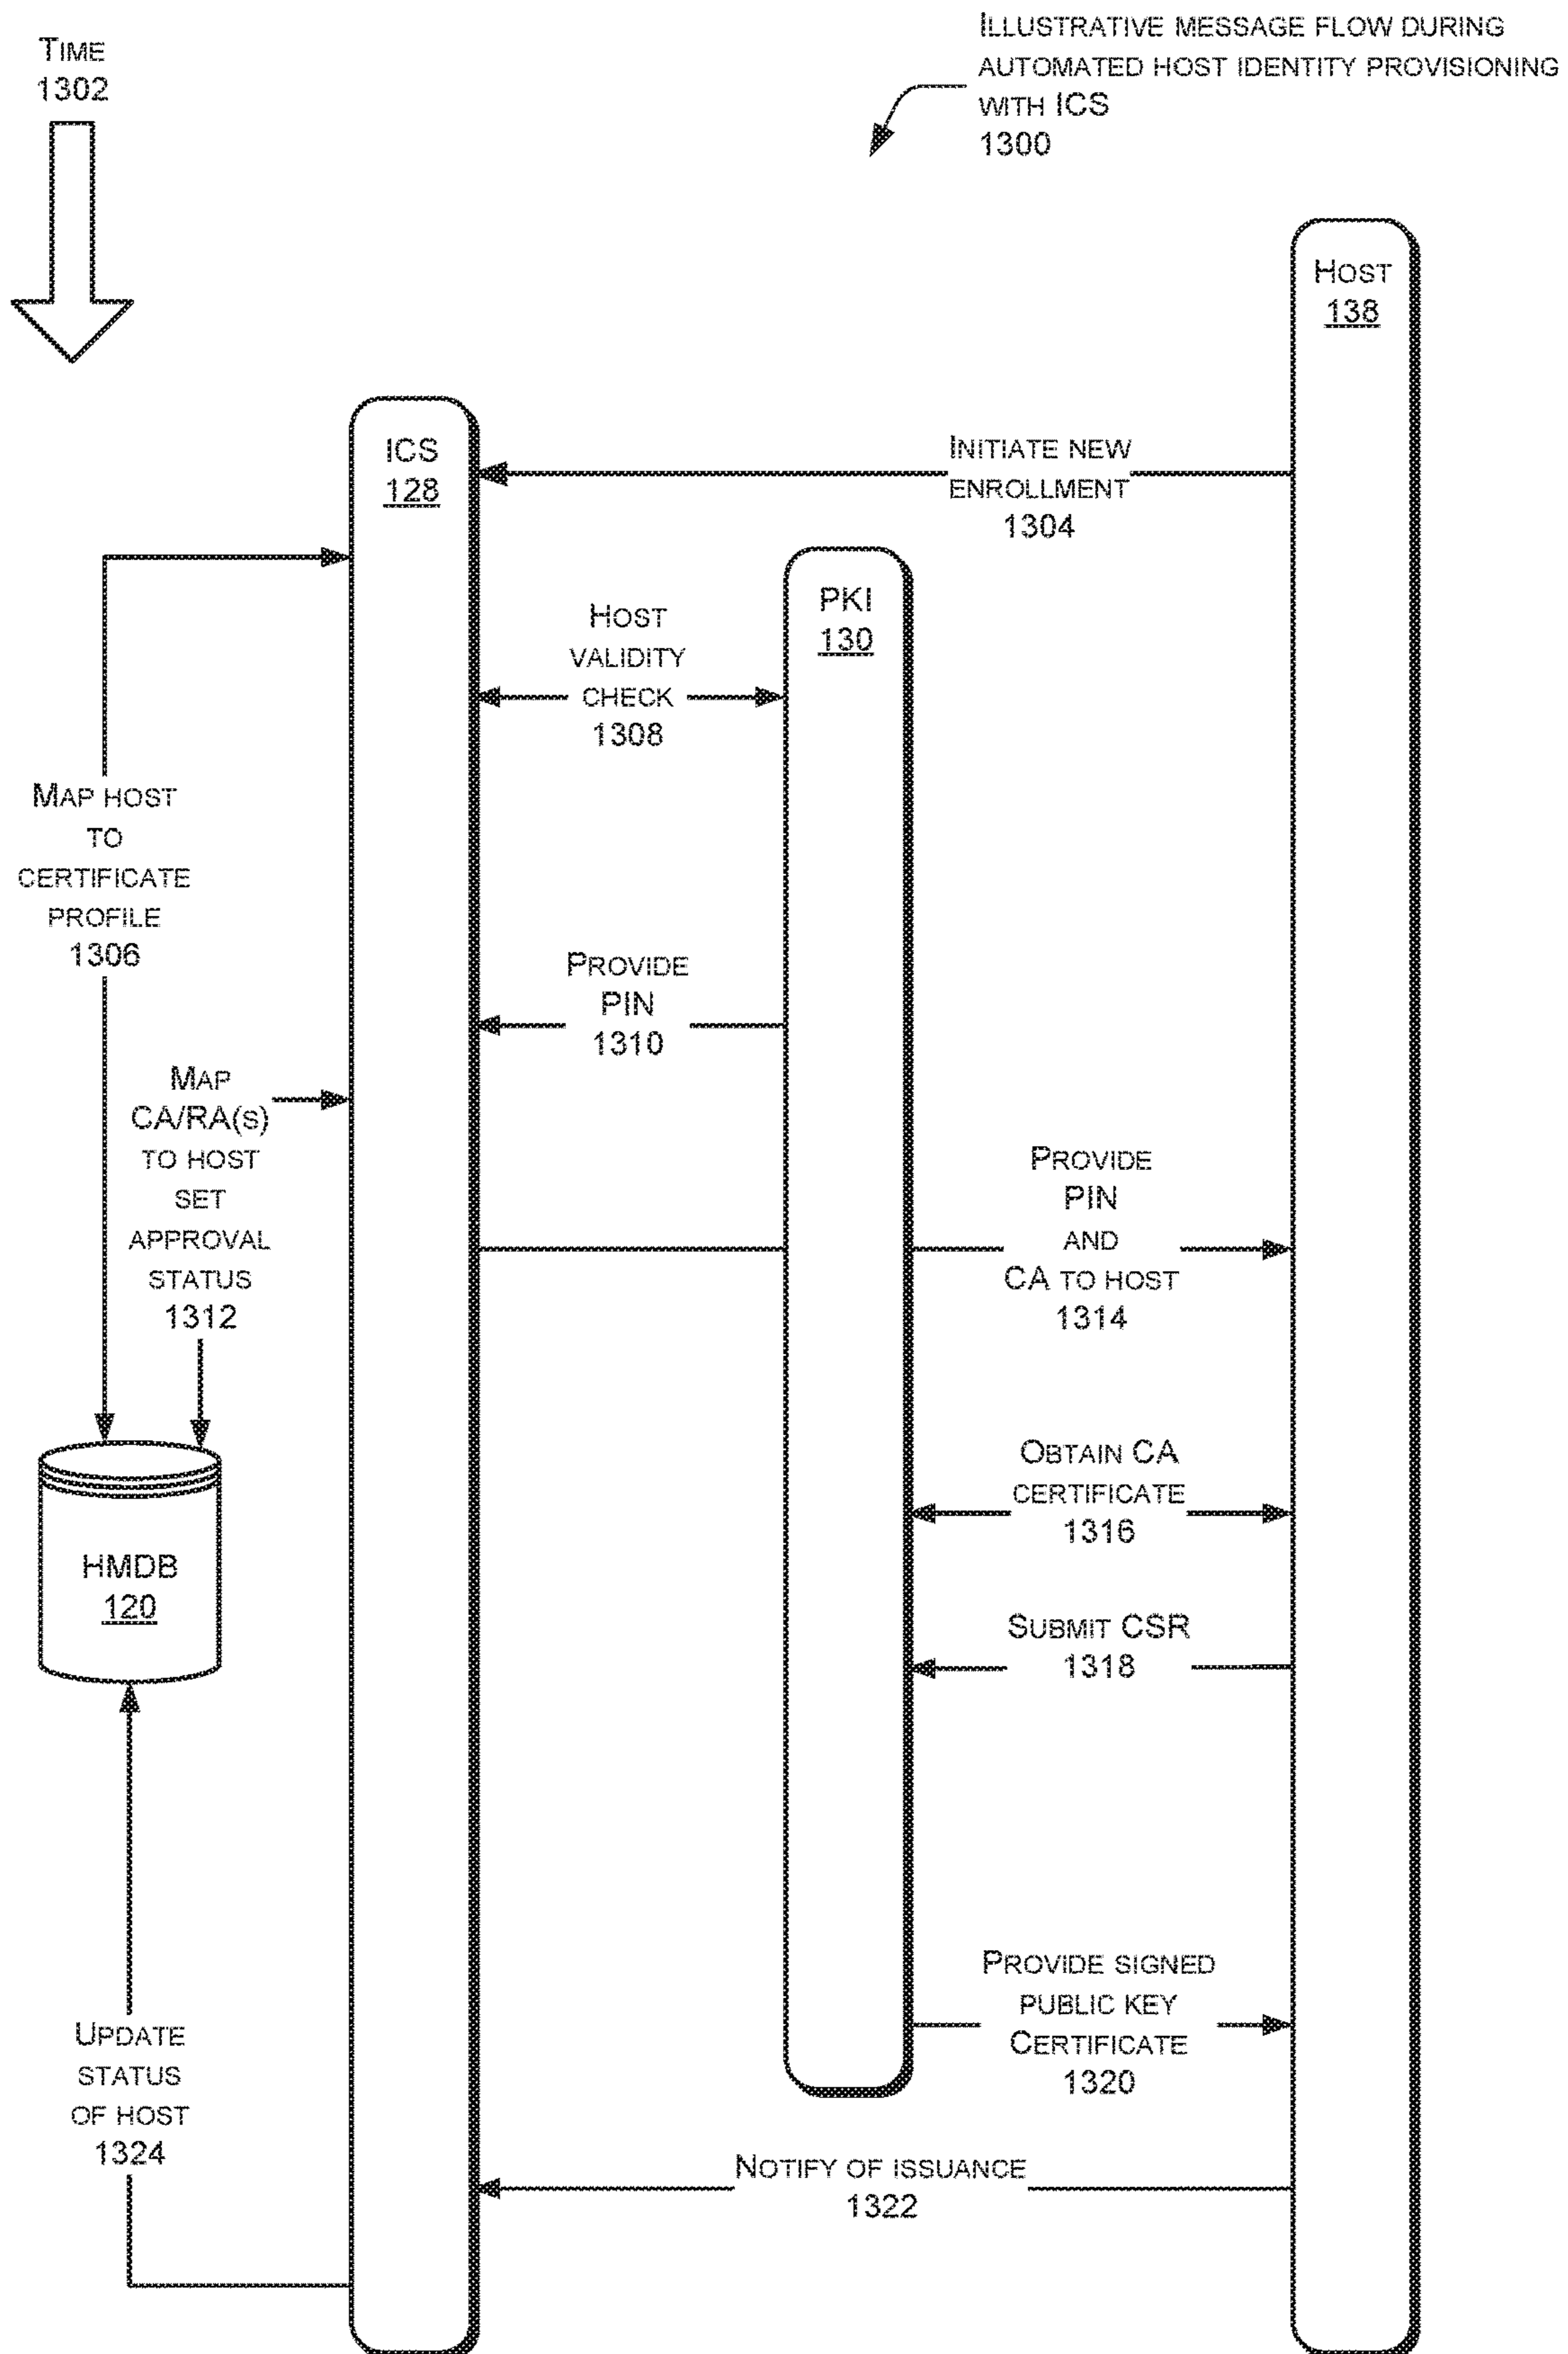 TIME
1302
ILLUSTRATIVE MESSAGE FLOW DURING
AUTOMATED HOST IDENTITY PROVISIONING
WITH ICS
1300
HOST
138
ICS
128
INITIATE NEW
ENROLLMENT
1304
PKI
130
HOST
VALIDITY
CHECK
1308
MAP HOST
TO
CERTIFICATE
PROFILE
1306
PROVIDE
PIN
1310
MAP
CA/RA(S)
TO HOST
SET
APPROVAL
STATUS
1312
PROVIDE
PIN
AND
CA TO HOST
1314
OBTAIN CA
CERTIFICATE
1316
HMDB
120
SUBMIT CSR
1318
PROVIDE SIGNED
PUBLIC KEY
CERTIFICATE
1320
UPDATE
STATUS
OF HOST
1324
NOTIFY OF ISSUANCE
1322